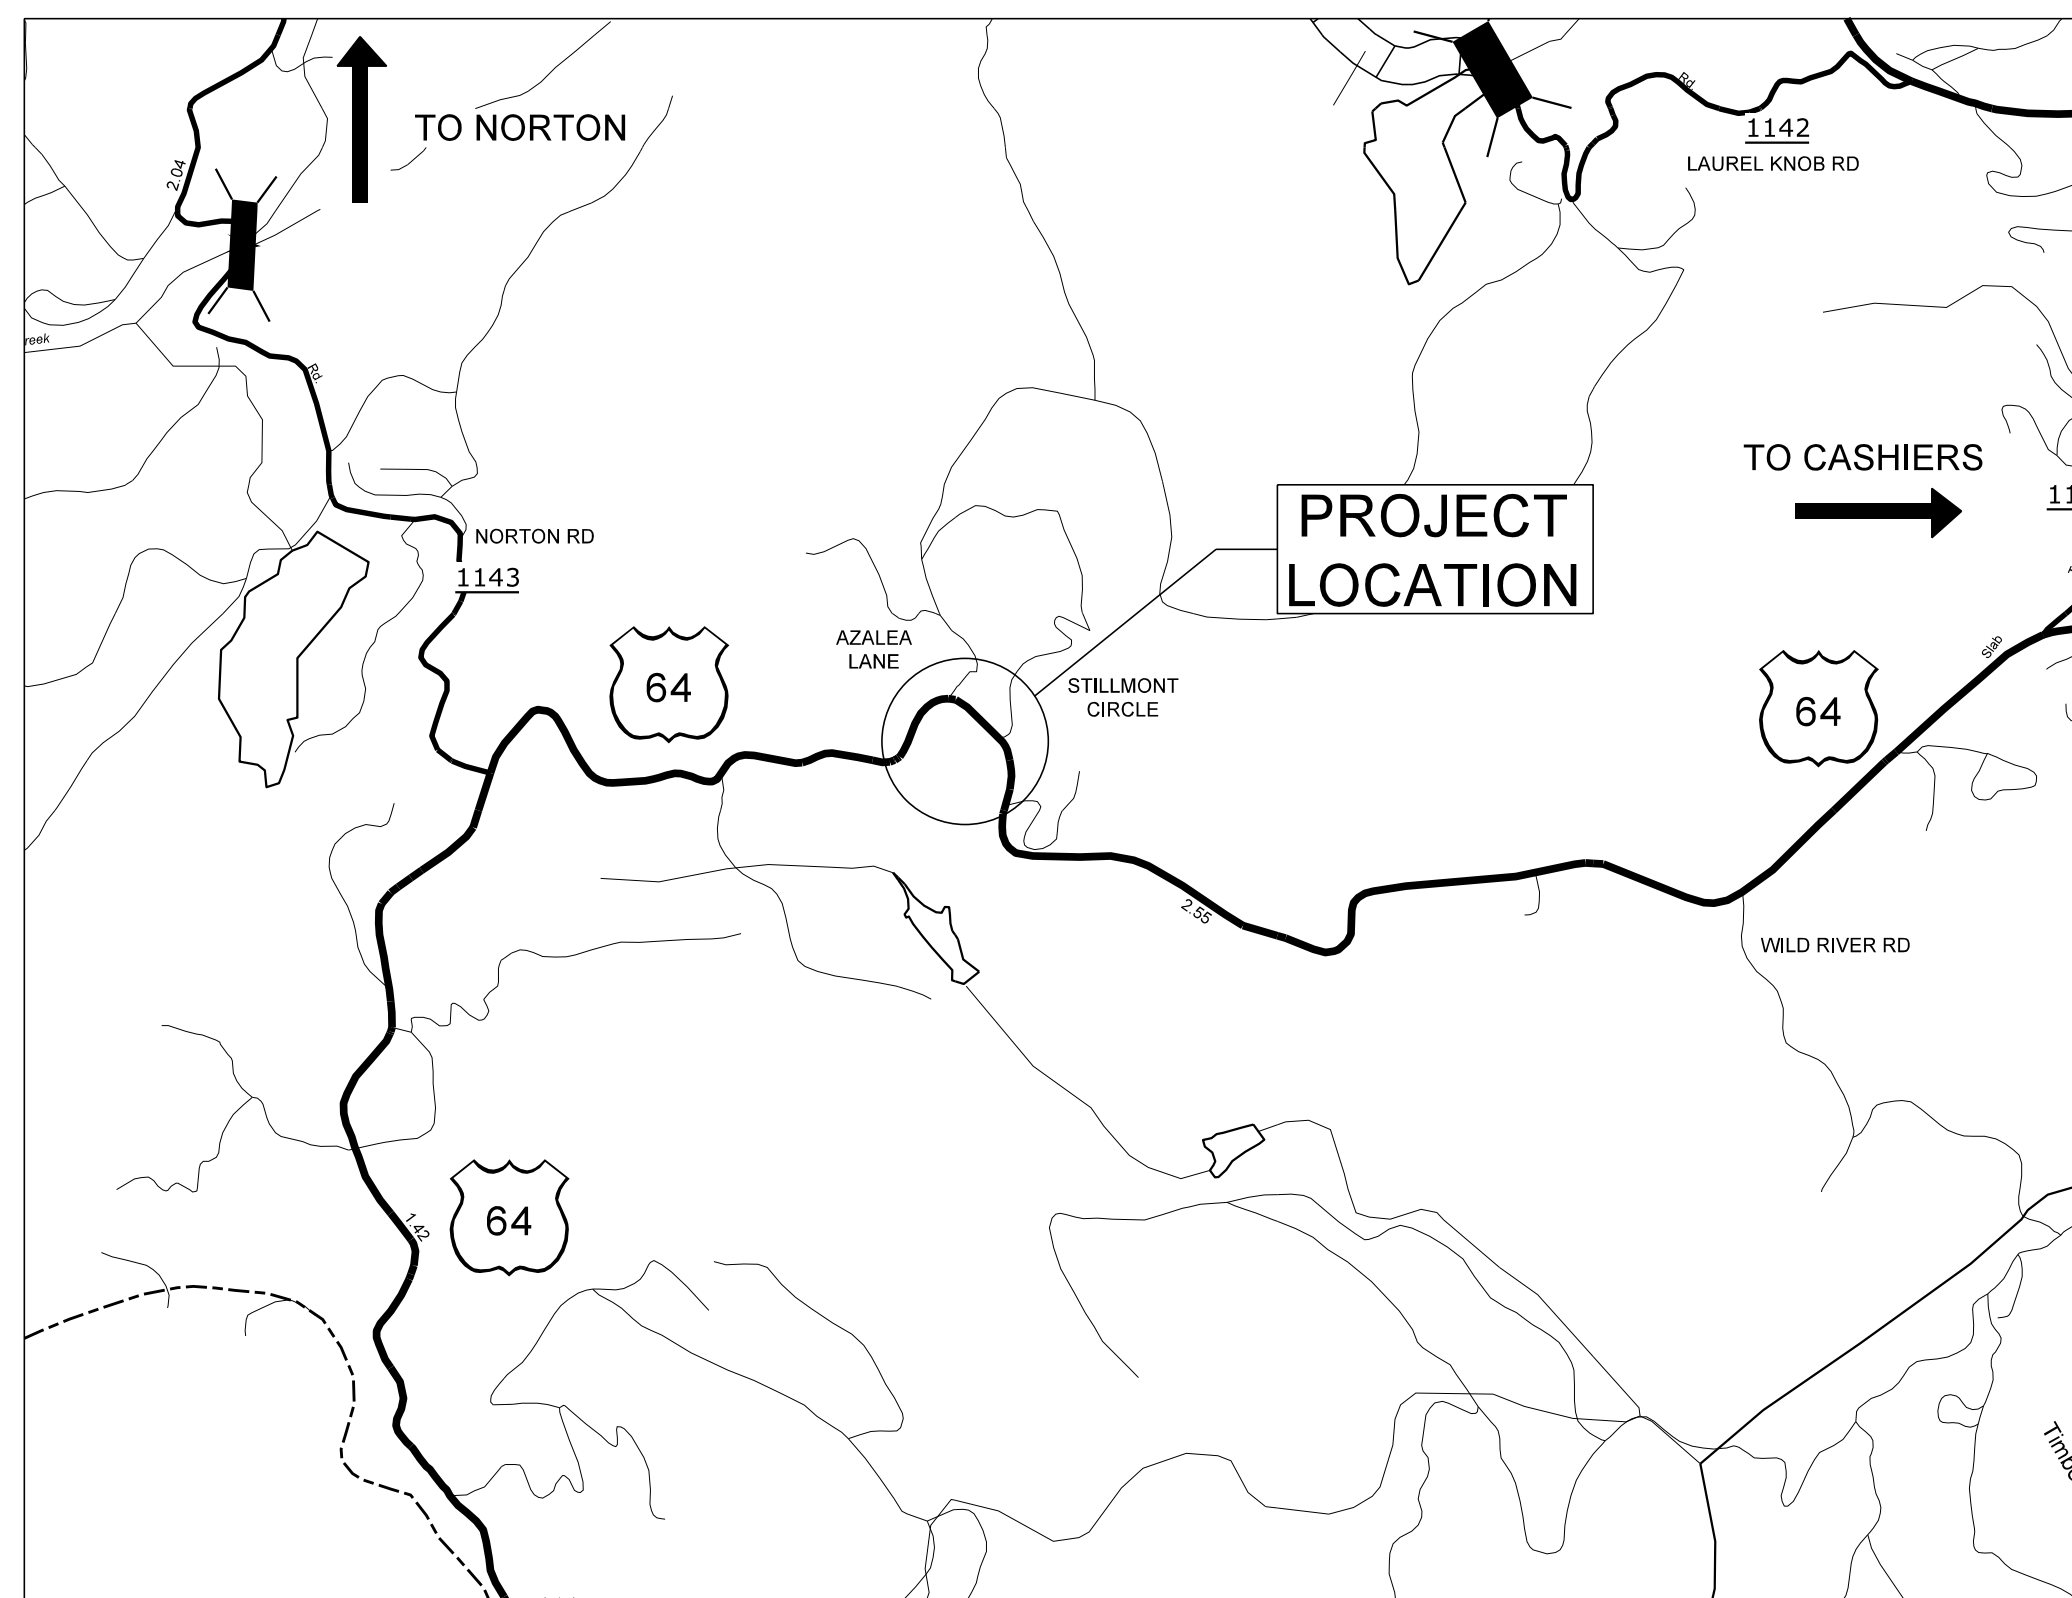 Rd
TO NORTON
1142
LAUREL KNOB RD
2.04
reek
Rd.
TO CASHIERS
PROJECT
LOCATION
NORTON RD
1143
AZALEA
LANE
STILLMONT
CIRCLE
Slab
64
64
2.55
WILD RIVER RD
1.42
64